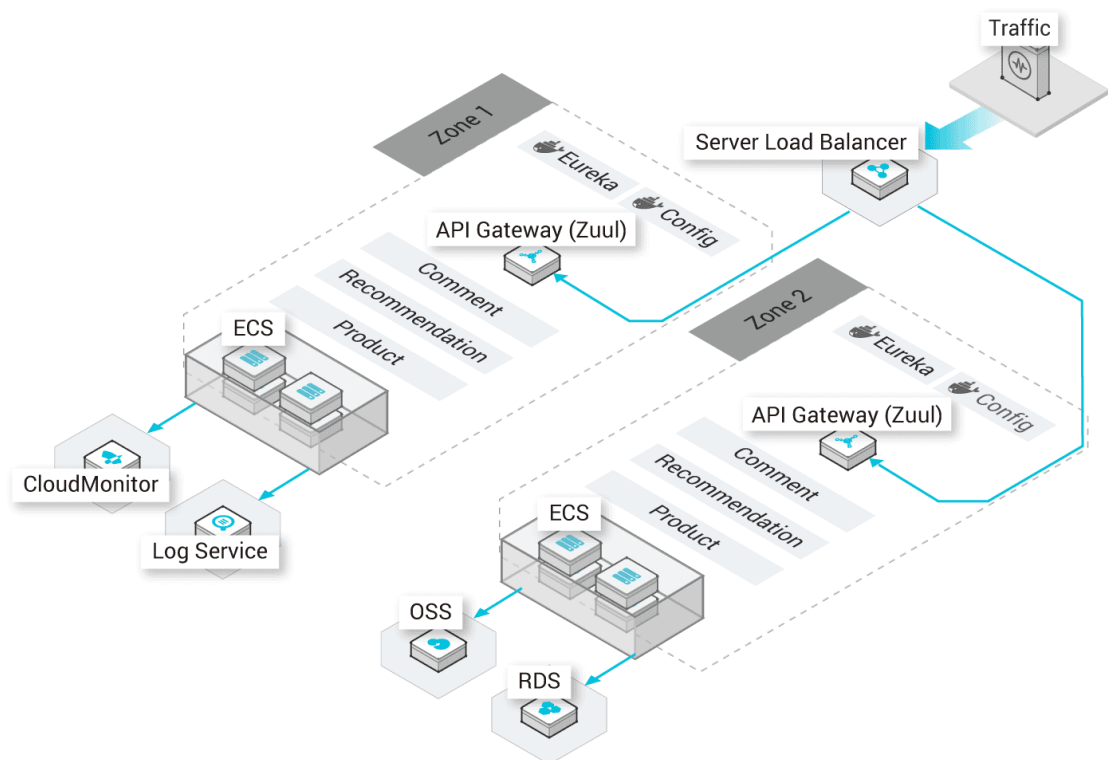 Traffic
Server Load Balancer
Zone 1
Eureka
Config
API Gateway (Zuul)
Comment
Recommendation
Product
ECS
CloudMonitor
Log Service
Zone 2
Eureka
Config
API Gateway (Zuul)
Comment
Recommendation
Product
ECS
OSS
RDS